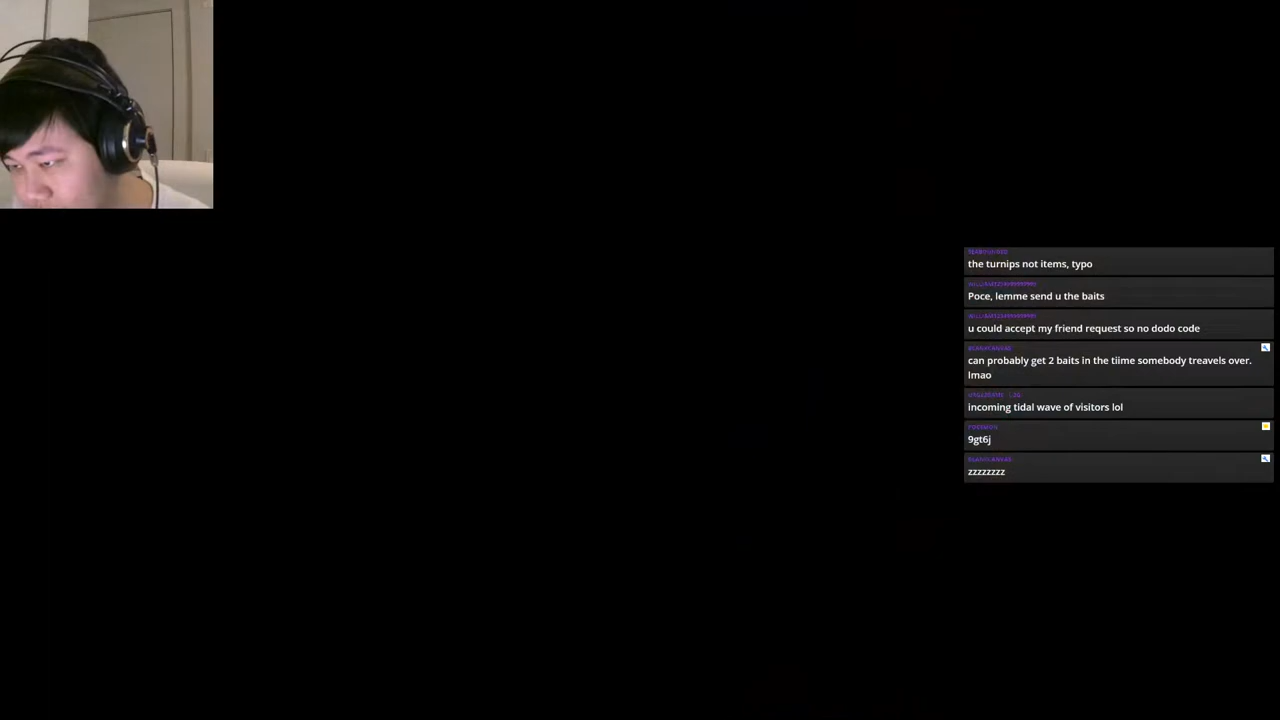 the turnips not items, typo
Poce, lemme send u the baits
u could accept my friend request so no dodo code
can probably get 2 baits in the tiime somebody treavels over.
lmao
incoming tidal wave of visitors lol
9gt6j
zzzzzzzz